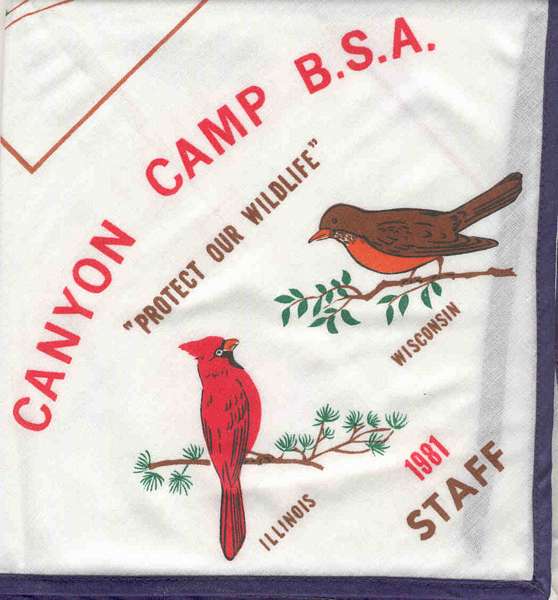 CANYON CAMP B.S.A.
"PROTECT OUR WILDLIFE"
WISCONSIN
ILLINOIS
1981
STAFF